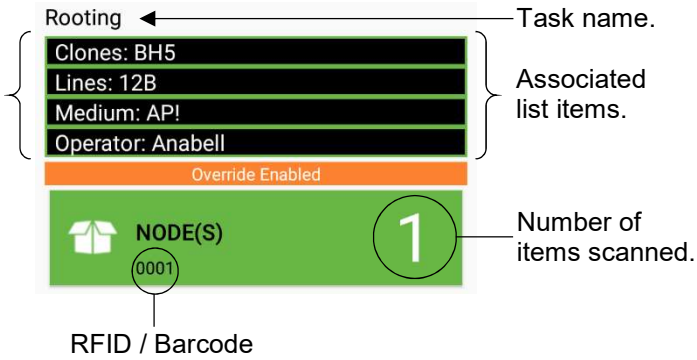 Rooting
Task name.
Clones: BH5
Lines: 12B
Medium: AP!
Operator: Anabell
Associated
list items.
Override Enabled
NODE(S)
0001
1
Number of
items scanned.
RFID / Barcode